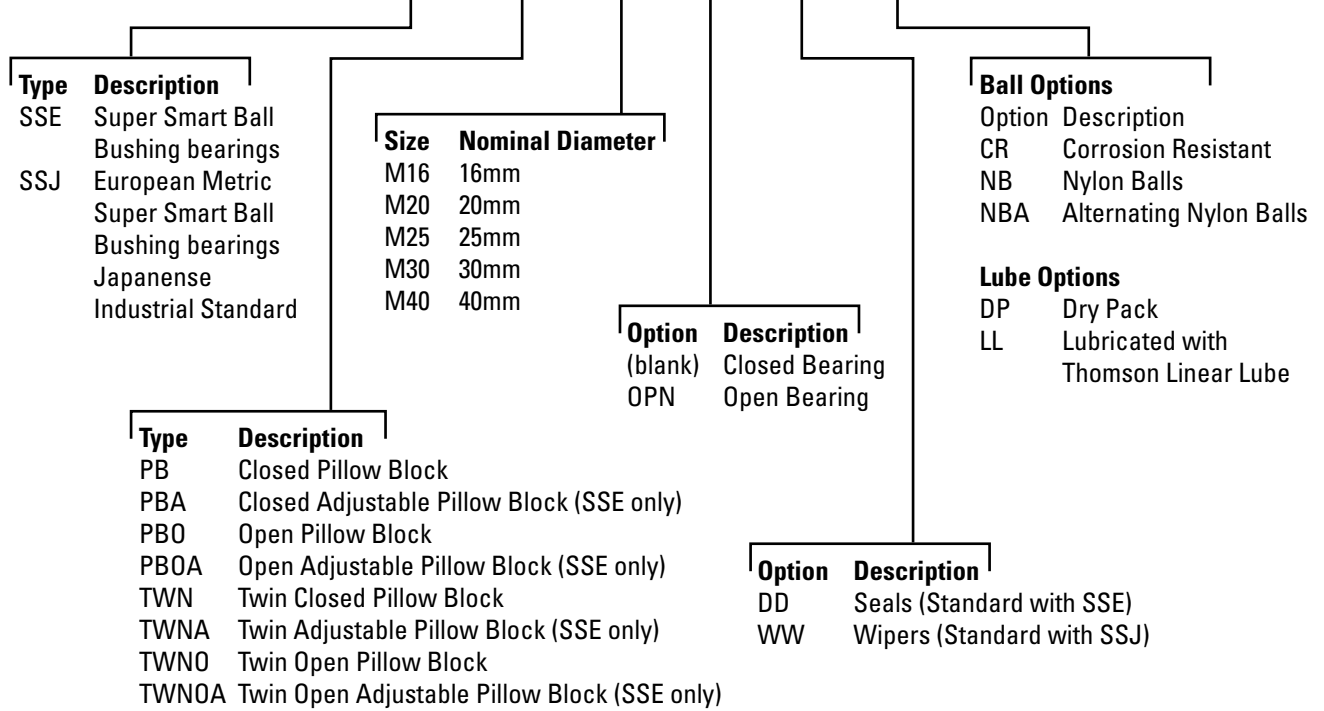 Type Description
SSE Super Smart Ball
Bushing bearings
SSJ European Metric
Super Smart Ball
Bushing bearings
Japanense
Industrial Standard
Size Nominal Diameter
M16 16mm
M20 20mm
M25 25mm
M30 30mm
M40 40mm
Ball Options
Option Description
CR Corrosion Resistant
NB Nylon Balls
NBA Alternating Nylon Balls
Lube Options
DP Dry Pack
LL Lubricated with
Thomson Linear Lube
Option Description
(blank) Closed Bearing
OPN Open Bearing
Type Description
PB Closed Pillow Block
PBA Closed Adjustable Pillow Block (SSE only)
PBO Open Pillow Block
PBOA Open Adjustable Pillow Block (SSE only)
TWN Twin Closed Pillow Block
TWNA Twin Adjustable Pillow Block (SSE only)
TWNO Twin Open Pillow Block
TWNOA Twin Open Adjustable Pillow Block (SSE only)
Option Description
DD Seals (Standard with SSE)
WW Wipers (Standard with SSJ)